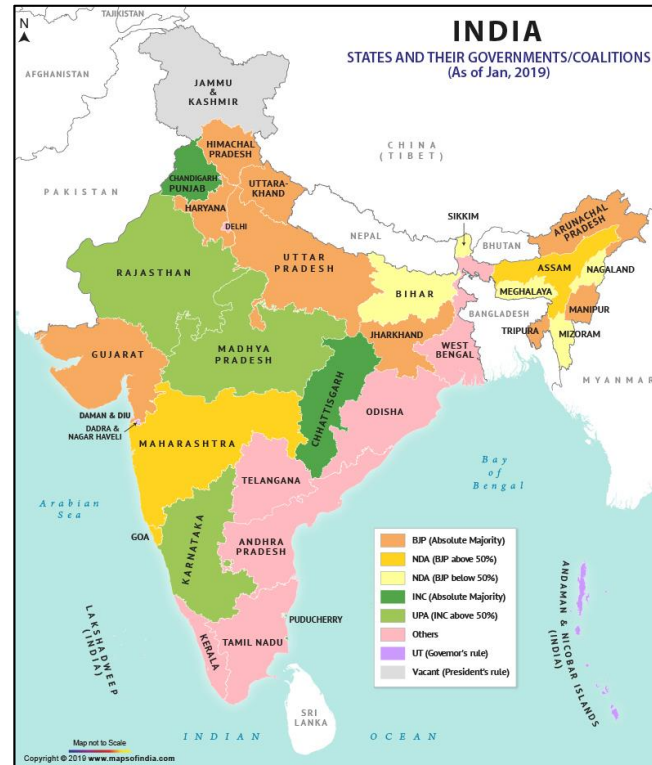 INDIA
STATES AND THEIR GOVERNMENTS/COALITIONS
(As of Jan, 2019)
N
TAJIKISTAN
AFGHANISTAN
JAMMU
&
KASHMIR
CHINA
(TIBET)
HIMACHAL
PRADESH
CHANDIGARH
PUNJAB
UTTARA-
KHAND
PAKISTAN
HARYANA
DELHI
SIKKIM
ARUNACHAL
PRADESH
NEPAL
BHUTAN
RAJASTHAN
UTTAR
PRADESH
ASSAM
NAGALAND
BIHAR
MEGHALAYA
BANGLADESH
MANIPUR
GUJARAT
MADHYA
PRADESH
JHARKHAND
WEST
BENGAL
TRIPURA
MIZORAM
MYANMAR
CHHATTISGARH
DAMAN & DIU
DADRA &
NAGAR HAVELI
MAHARASHTRA
ODISHA
TELANGANA
Arabian
Sea
Bay
of
Bengal
GOA
KARNATAKA
ANDHRA
PRADESH
BJP (Absolute Majority)
NDA (BJP above 50%)
NDA (BJP below 50%)
INC (Absolute Majority)
UPA (INC above 50%)
Others
UT (Governor's rule)
Vacant (President's rule)
ANDAMAN & NICOBAR ISLANDS
(INDIA)
LAKSHADWEEP
(INDIA)
PUDUCHERRY
KERALA
TAMIL NADU
SRI
LANKA
INDIAN OCEAN
Map not to Scale
Copyright © 2019 www.mapsofindia.com